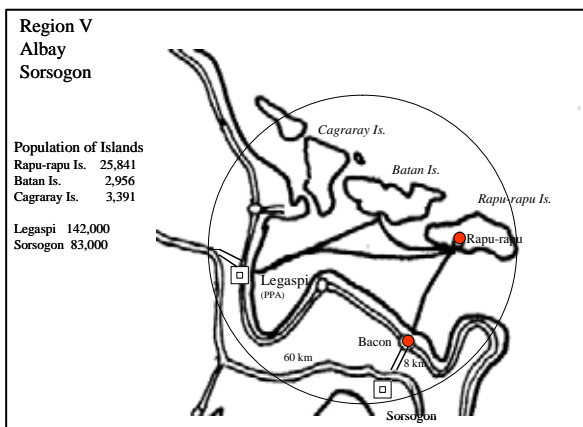 Region V
Albay
Sorsogon
Population of Islands
Rapu-rapu Is. 25,841
Batan Is. 2,956
Cagraray Is. 3,391
Legaspi 142,000
Sorsogon 83,000
Cagraray Is.
Batan Is.
Rapu-rapu Is.
Rapu-rapu
Legaspi
(PPA)
Bacon
60 km
8 km
Sorsogon